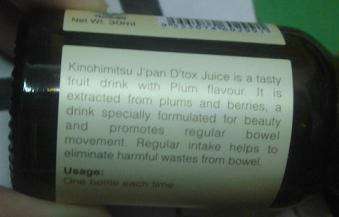 Net Wt. 30ml
Kinohimitsu J'pan D'tox Juice is a tasty
fruit drink with Plum flavour. It is
extracted from plums and berries, a
drink specially formulated for beauty
and promotes regular bowel
movement. Regular intake helps to
eliminate harmful wastes from bowel.
Usage:
One bottle each time